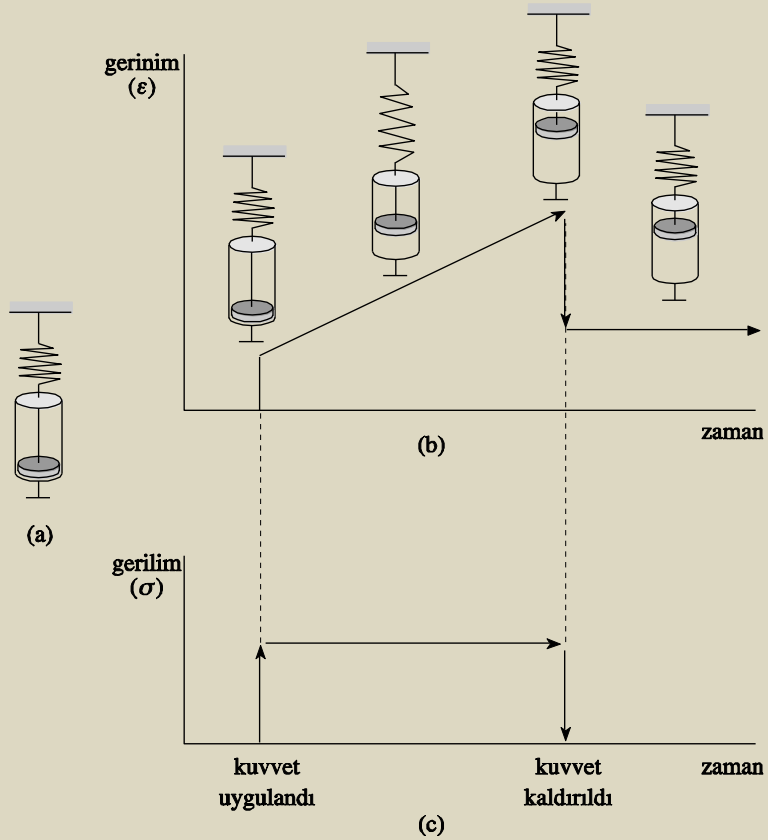 gerinim
(ε)
zaman
(b)
(a)
gerilim
(σ)
kuvvet
uygulandı
kuvvet
kaldırıldı
zaman
(c)